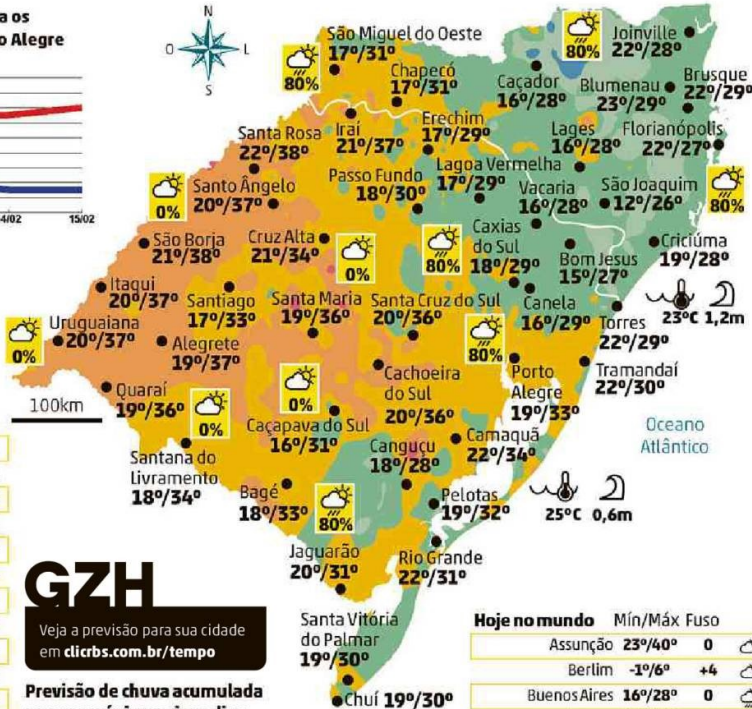 a os
o Alegre
4/02
15/02
N
O
L
S
80%
São Miguel do Oeste
17º/31º
Chapecó
17º/31º
80%
Joinville
22º/28º
Caçador
16º/28º
Blumenau
23º/29º
Brusque
22º/29º
Santa Rosa
22º/38º
Iraí
21º/37º
Erechim
17º/29º
Lages
16º/28º
Florianópolis
22º/27º
0%
Santo Ângelo
20º/37º
Passo Fundo
18º/30º
Lagoa Vermelha
17º/29º
Vacaria
16º/28º
São Joaquim
12º/26º
80%
São Borja
21º/38º
Cruz Alta
21º/34º
0%
80%
Caxias
do Sul
18º/29º
Bom Jesus
15º/27º
Criciúma
19º/28º
Itaqui
20º/37º
Santiago
17º/33º
Santa Maria
19º/36º
Santa Cruz do Sul
20º/36º
Canela
16º/29º
Torres
22º/29º
23ºC 1,2m
0%
Uruguaiana
20º/37º
Alegrete
19º/37º
80%
Porto
Alegre
19º/33º
Tramandaí
22º/30º
Quaraí
19º/36º
0%
0%
Cachoeira
do Sul
20º/36º
100km
Caçapava do Sul
16º/31º
Canguçu
18º/28º
Camaquã
22º/34º
Oceano
Atlântico
Santana do
Livramento
18º/34º
Bagé
18º/33º
80%
Pelotas
19º/32º
25ºC 0,6m
Jaguarão
20º/31º
Rio Grande
22º/31º
GZH
Veja a previsão para sua cidade
em clicrbs.com.br/tempo
Santa Vitória
do Palmar
19º/30º
Chuí 19º/30º
Previsão de chuva acumulada
Hoje no mundo Mín/Máx Fuso
Assunção 23º/40º 0
Berlim -1º/6º +4
Buenos Aires 16º/28º 0